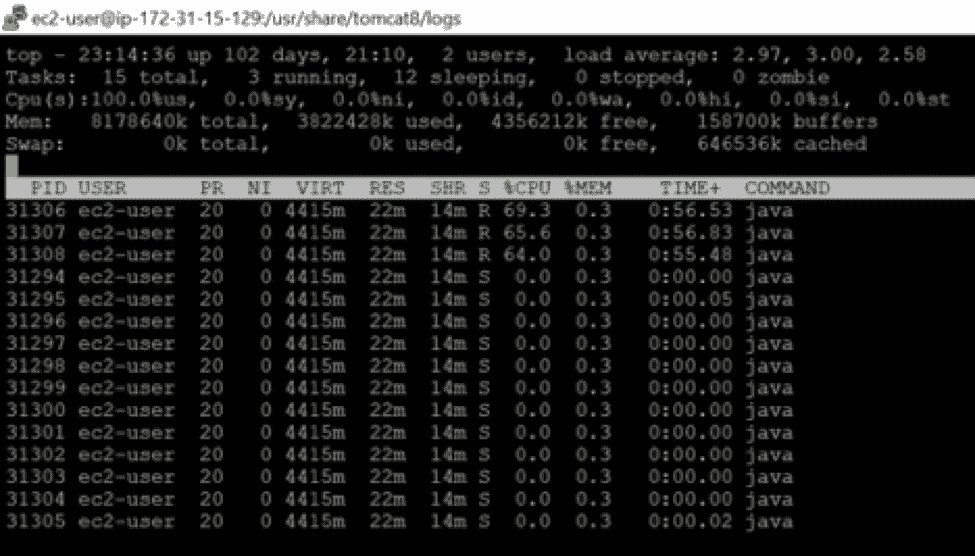 ec2-user@ip-172-31-15-129:/usr/share/tomcat8/logs
top - 23:14:36 up 102 days, 21:10,  2 users,  load average: 2.97, 3.00, 2.58
Tasks:  15 total,   3 running,  12 sleeping,   0 stopped,   0 zombie
Cpu(s):100.0%us,  0.0%sy,  0.0%ni,  0.0%id,  0.0%wa,  0.0%hi,  0.0%si,  0.0%st
Mem:   8178640k total,  3822428k used,  4356212k free,   158700k buffers
Swap:        0k total,        0k used,        0k free,   646536k cached
PID USER      PR  NI  VIRT  RES  SHR S %CPU %MEM    TIME+  COMMAND
31306 ec2-user  20   0 4415m  22m  14m R 69.3  0.3   0:56.53 java
31307 ec2-user  20   0 4415m  22m  14m R 65.6  0.3   0:56.83 java
31308 ec2-user  20   0 4415m  22m  14m R 64.0  0.3   0:55.48 java
31294 ec2-user  20   0 4415m  22m  14m S  0.0  0.3   0:00.00 java
31295 ec2-user  20   0 4415m  22m  14m S  0.0  0.3   0:00.05 java
31296 ec2-user  20   0 4415m  22m  14m S  0.0  0.3   0:00.00 java
31297 ec2-user  20   0 4415m  22m  14m S  0.0  0.3   0:00.00 java
31298 ec2-user  20   0 4415m  22m  14m S  0.0  0.3   0:00.00 java
31299 ec2-user  20   0 4415m  22m  14m S  0.0  0.3   0:00.00 java
31300 ec2-user  20   0 4415m  22m  14m S  0.0  0.3   0:00.00 java
31301 ec2-user  20   0 4415m  22m  14m S  0.0  0.3   0:00.00 java
31302 ec2-user  20   0 4415m  22m  14m S  0.0  0.3   0:00.00 java
31303 ec2-user  20   0 4415m  22m  14m S  0.0  0.3   0:00.00 java
31304 ec2-user  20   0 4415m  22m  14m S  0.0  0.3   0:00.00 java
31305 ec2-user  20   0 4415m  22m  14m S  0.0  0.3   0:00.02 java